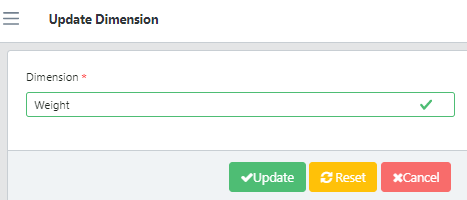 Update Dimension
Dimension *
Weight
Update Reset Cancel